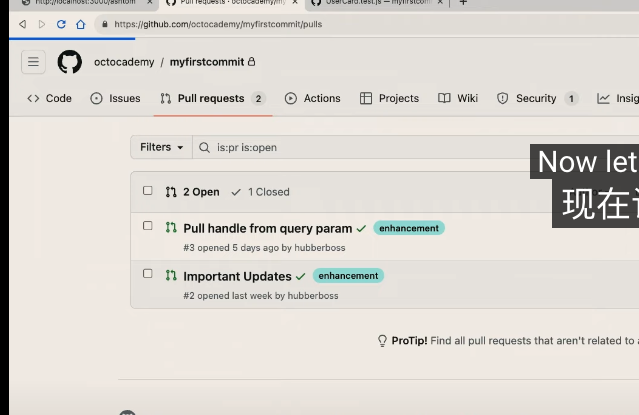 http://localhost:3000/ashtom
Pull requests · octocademy/my
UserCard.test.js — myfirstcom
https://github.com/octocademy/myfirstcommit/pulls
octocademy / myfirstcommit
Code
Issues
Pull requests 2
Actions
Projects
Wiki
Security 1
Insig
Filters
is:pr is:open
Now let
现在
2 Open
1 Closed
Pull handle from query param
enhancement
#3 opened 5 days ago by hubberboss
Important Updates
enhancement
#2 opened last week by hubberboss
ProTip! Find all pull requests that aren't related to a